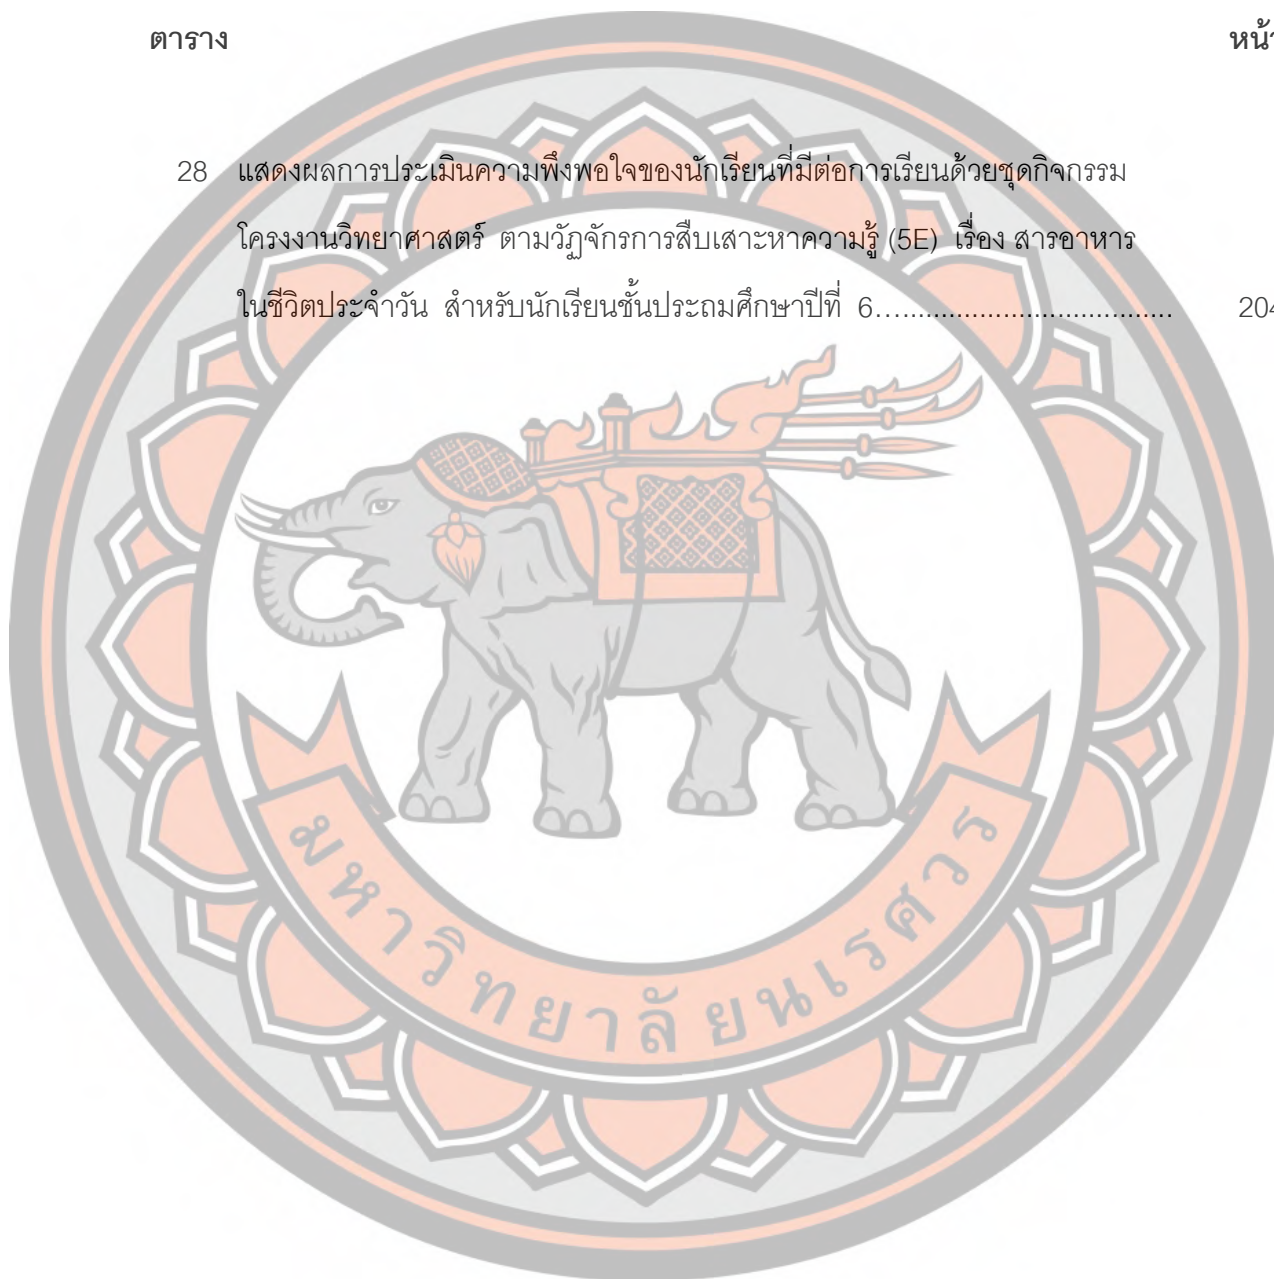 ตาราง หน้า
28 แสดงผลการประเมินความพึงพอใจของนักเรียนที่มีต่อการเรียนด้วยชุดกิจกรรม
โครงงานวิทยาศาสตร์ ตามวัฏจักรการสืบเสาะหาความรู้ (5E) เรื่อง สารอาหาร
ในชีวิตประจำวัน สำหรับนักเรียนชั้นประถมศึกษาปีที่ 6…................................... 204
มหาวิทยาลัยนเรศวร